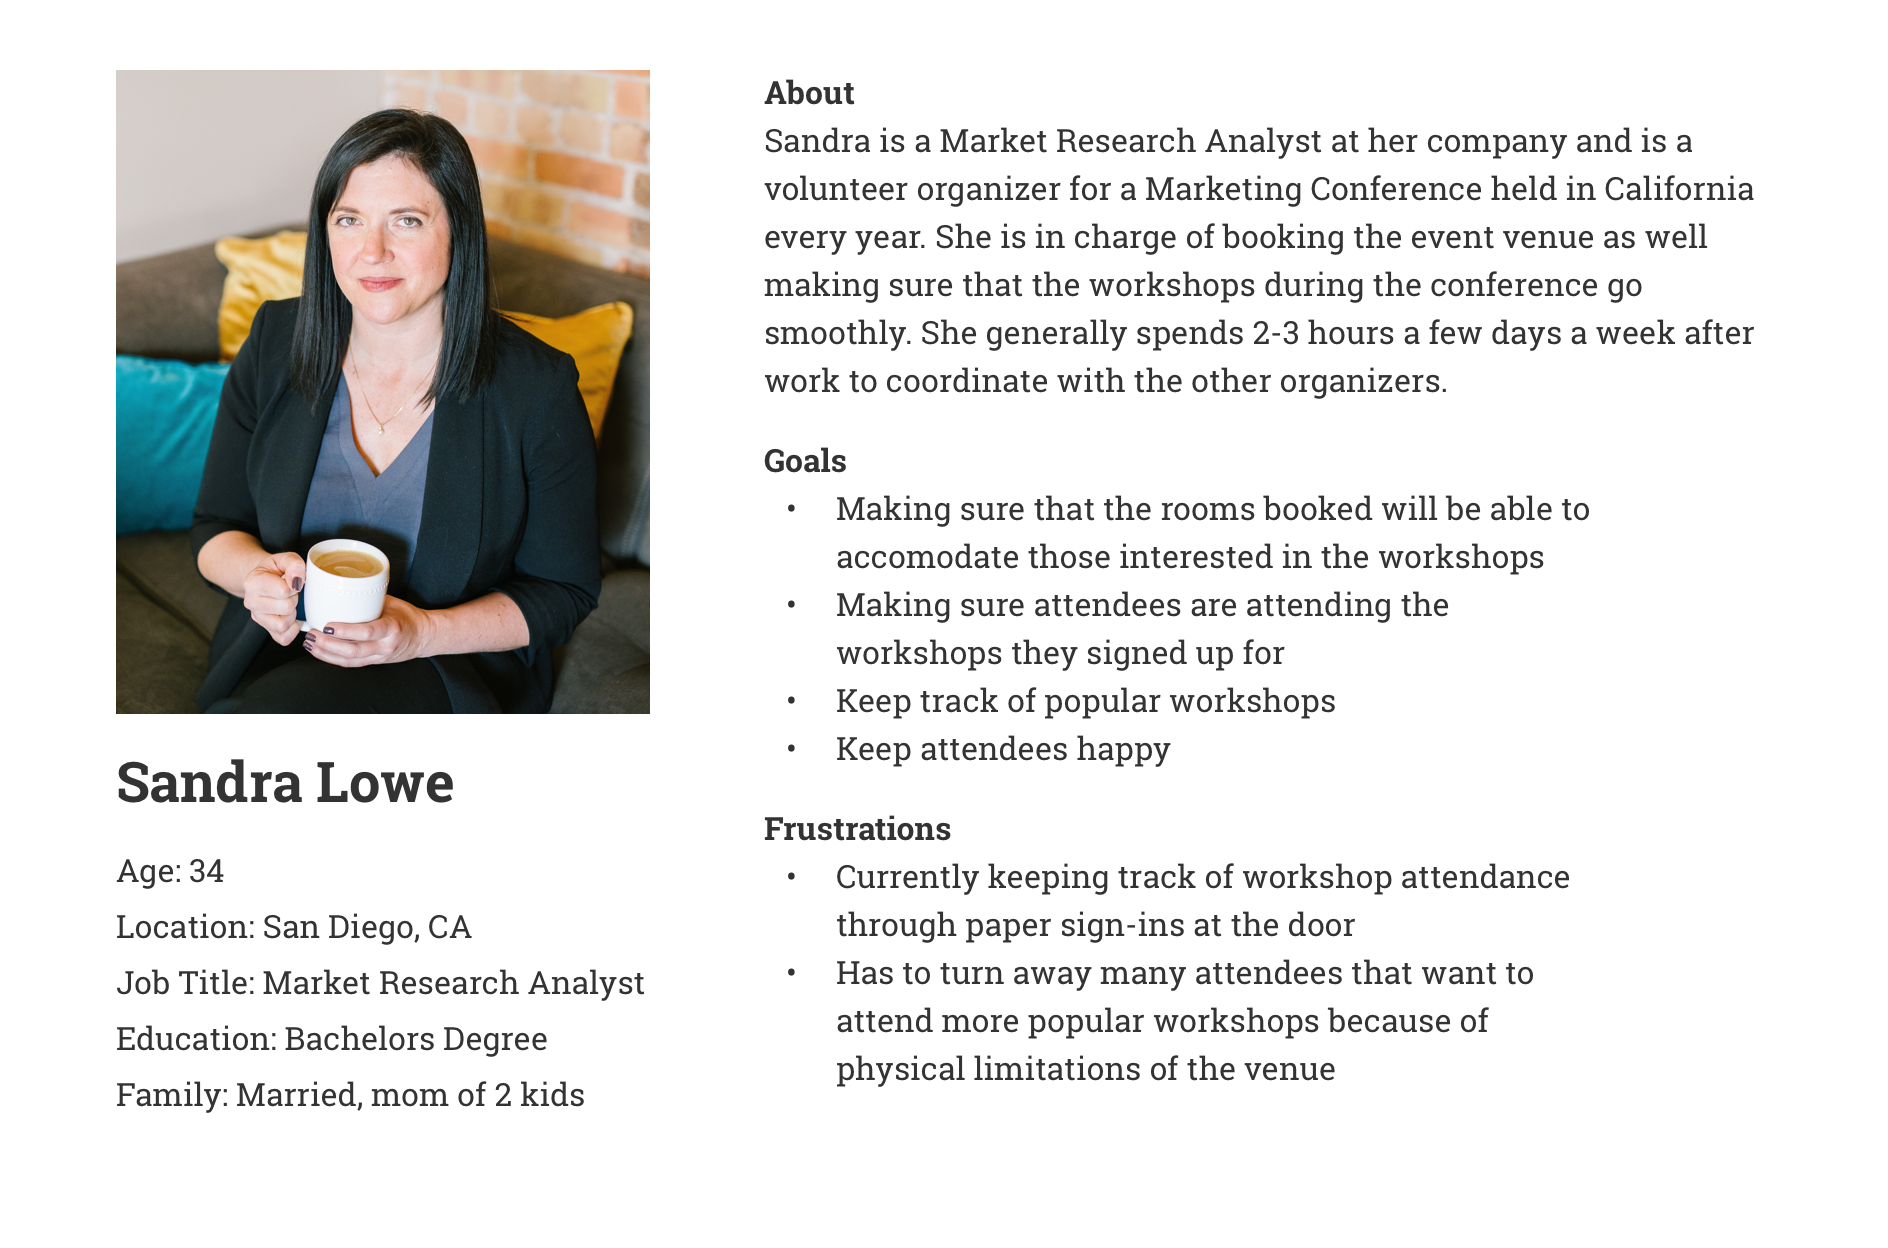 Sandra Lowe
Age: 34
Location: San Diego, CA
Job Title: Market Research Analyst
Education: Bachelors Degree
Family: Married, mom of 2 kids
About
Sandra is a Market Research Analyst at her company and is a
volunteer organizer for a Marketing Conference held in California
every year. She is in charge of booking the event venue as well
making sure that the workshops during the conference go
smoothly. She generally spends 2-3 hours a few days a week after
work to coordinate with the other organizers.
Goals
• Making sure that the rooms booked will be able to
accomodate those interested in the workshops
• Making sure attendees are attending the
workshops they signed up for
• Keep track of popular workshops
• Keep attendees happy
Frustrations
• Currently keeping track of workshop attendance
through paper sign-ins at the door
• Has to turn away many attendees that want to
attend more popular workshops because of
physical limitations of the venue